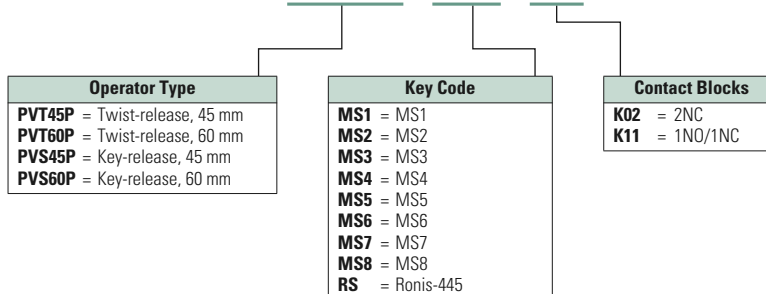 Operator Type
PVT45P = Twist-release, 45 mm
PVT60P = Twist-release, 60 mm
PVS45P = Key-release, 45 mm
PVS60P = Key-release, 60 mm
Key Code
MS1 = MS1
MS2 = MS2
MS3 = MS3
MS4 = MS4
MS5 = MS5
MS6 = MS6
MS7 = MS7
MS8 = MS8
RS = Ronis-445
Contact Blocks
K02 = 2NC
K11 = 1NO/1NC